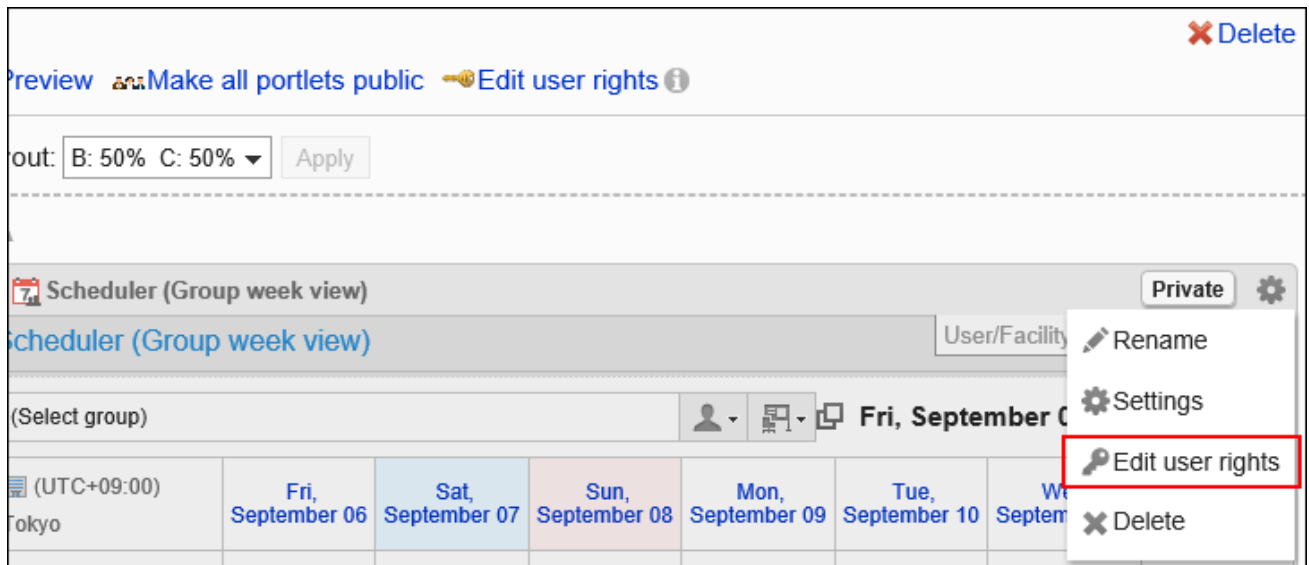 Delete
Preview Make all portlets public Edit user rights
out: B: 50% C: 50% Apply
Scheduler (Group week view) Private
Scheduler (Group week view) User/Facility
Rename
Settings
(Select group) Fri, September 0
Edit user rights
(UTC+09:00)
Tokyo
Fri, September 06
Sat, September 07
Sun, September 08
Mon, September 09
Tue, September 10
We
Septem
Delete